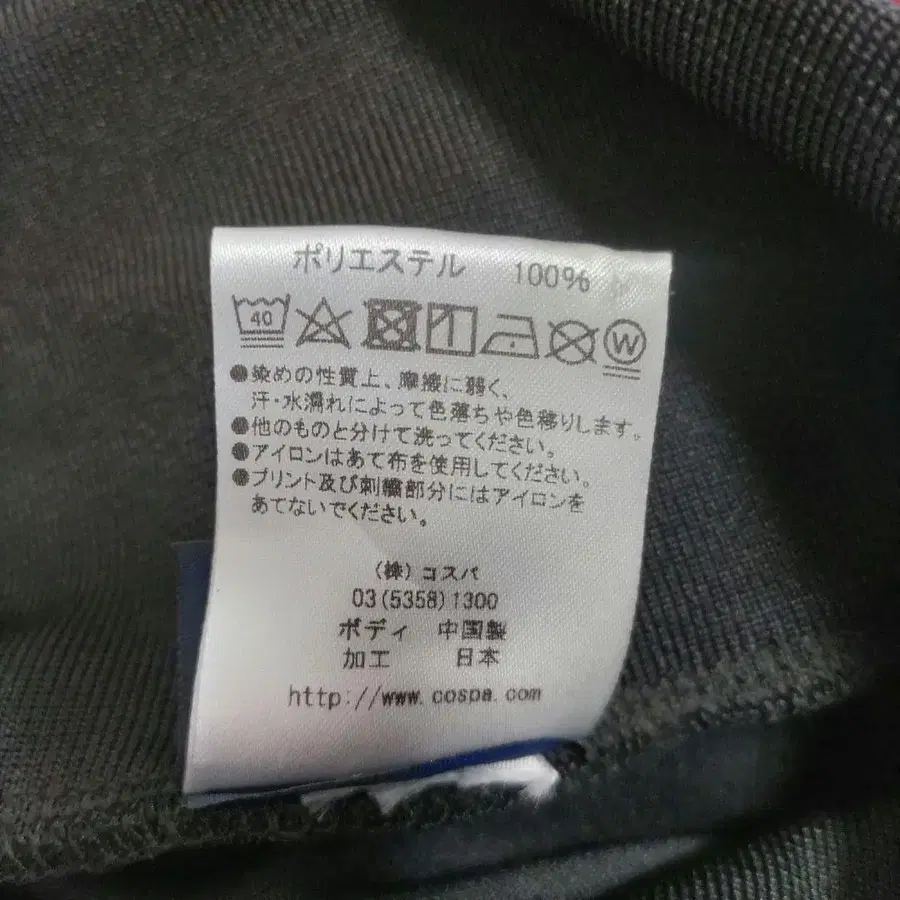 ポリエステル 100%
40 W
●染めの性質上、摩擦に弱く、
汗・水濡れによって色落ちや色移りします。
●他のものと分けて洗ってください。
●アイロンはあて布を使用してください。
●プリント及び刺繍部分にはアイロンを
あてないでください。
(株)コスパ
03(5358)1300
ボディ 中国製
加工 日本
http://www.cospa.com